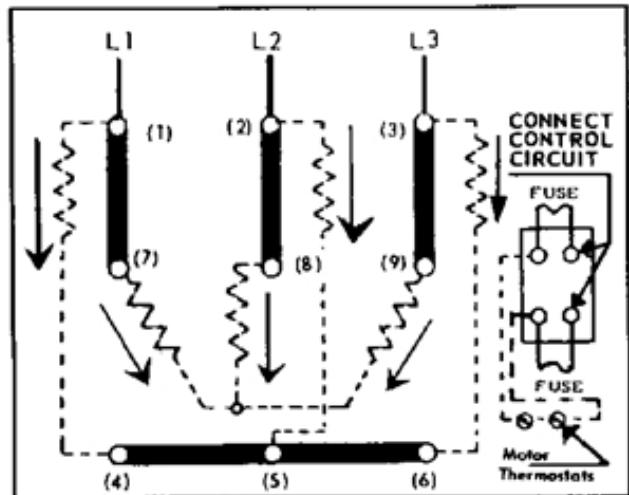 L1 L2 L3
(1) (2) (3)
CONNECT
CONTROL
CIRCUIT
FUSE
(7) (8) (9)
FUSE
Motor
Thermostats
(4) (5) (6)